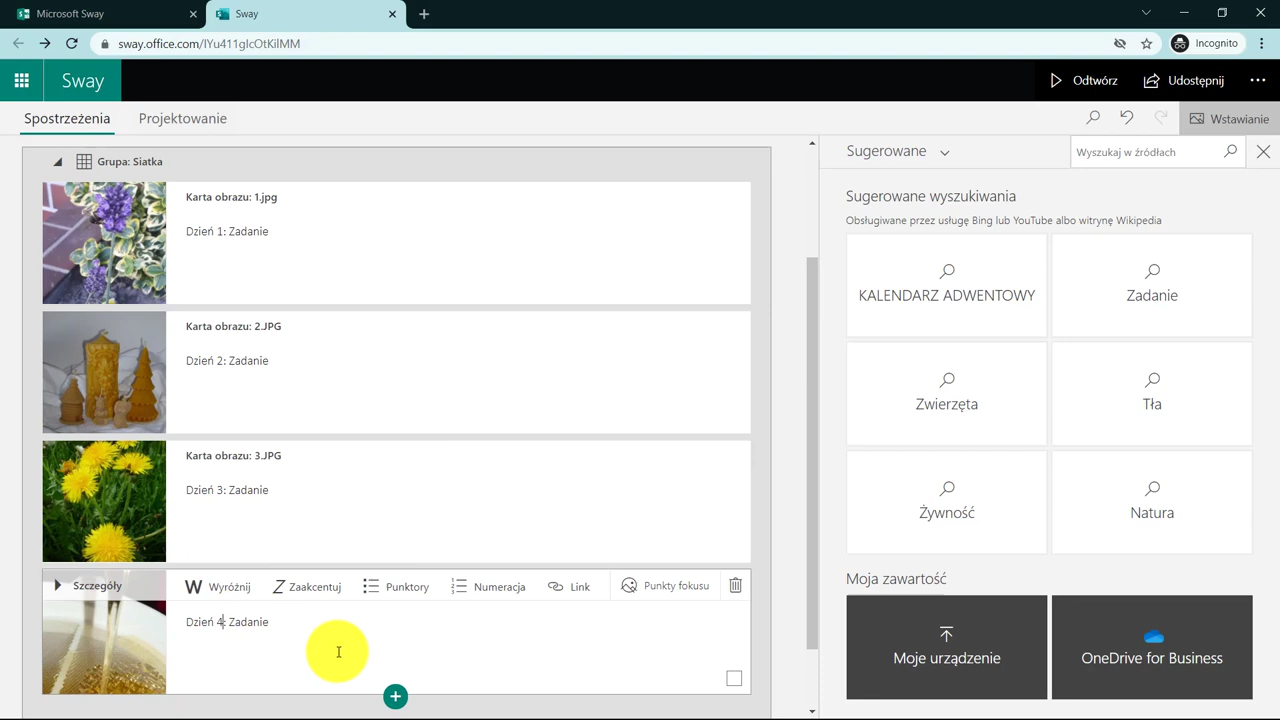 Microsoft Sway
Sway
sway.office.com/IYu411gIcOtKilMM
Incognito
Sway
Odtwórz
Udostępnij
Spostrzeżenia
Projektowanie
Wstawianie
Grupa: Siatka
Karta obrazu: 1.jpg
Dzień 1: Zadanie
Karta obrazu: 2.JPG
Dzień 2: Zadanie
Karta obrazu: 3.JPG
Dzień 3: Zadanie
Szczegóły
W Wyróżnij
Z Zaakcentuj
Punktory
Numeracja
Link
Punkty fokusu
Dzień 4: Zadanie
Sugerowane
Wyszukaj w źródłach
Sugerowane wyszukiwania
Obsługiwane przez usługę Bing lub YouTube albo witrynę Wikipedia
KALENDARZ ADWENTOWY
Zadanie
Zwierzęta
Tła
Żywność
Natura
Moja zawartość
Moje urządzenie
OneDrive for Business